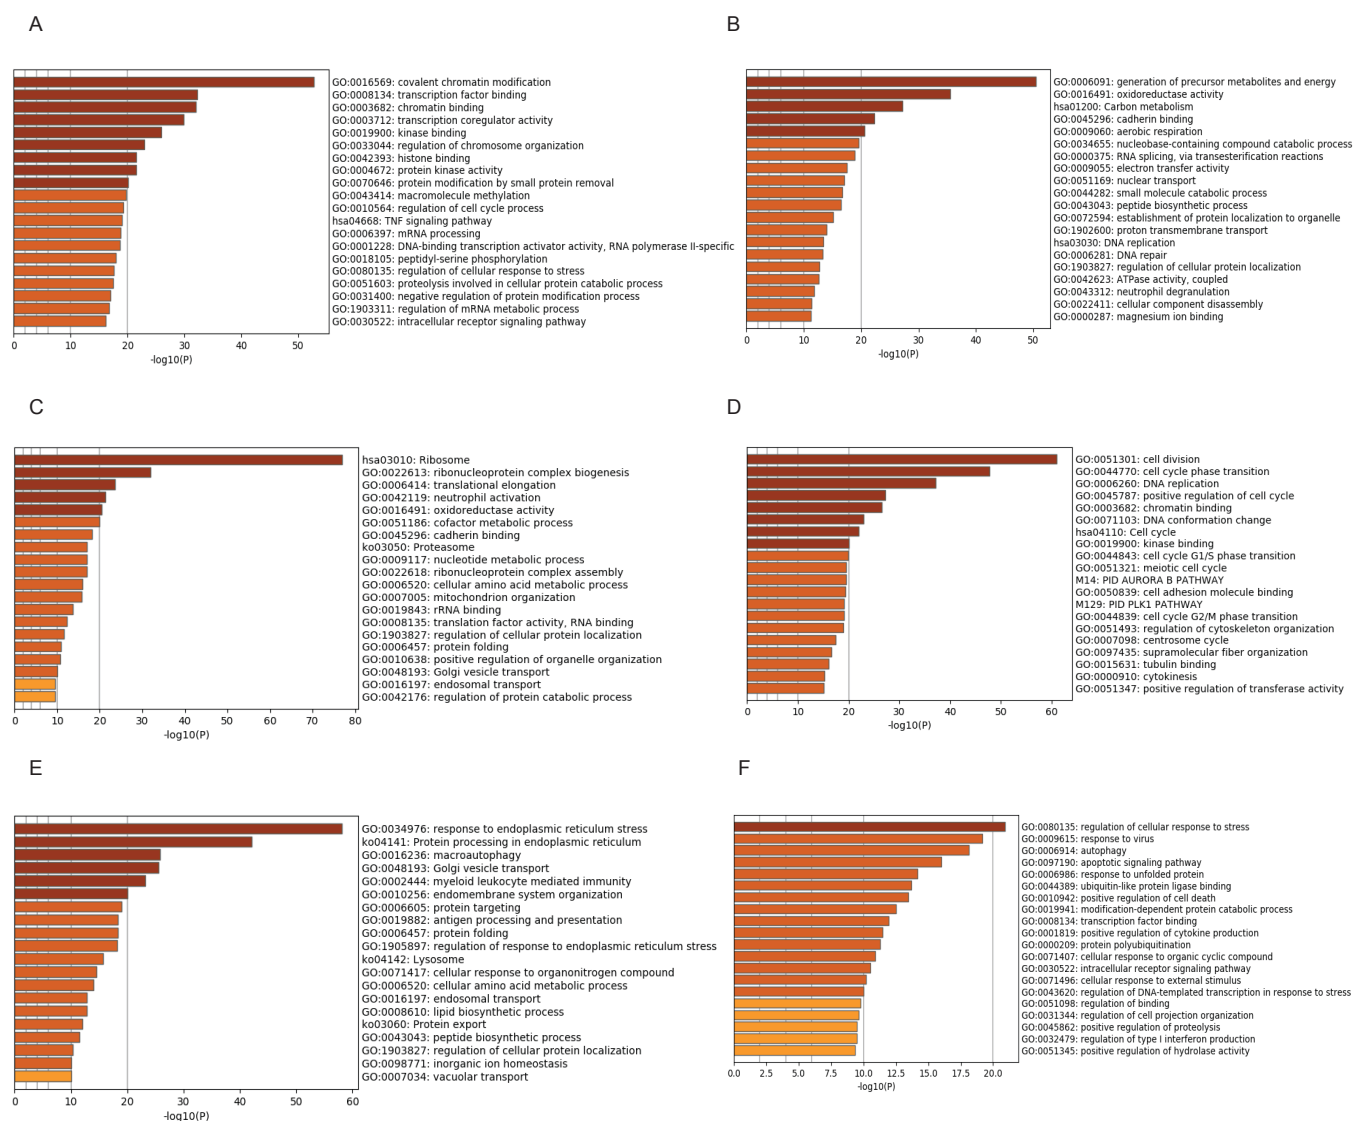 A
GO:0016569: covalent chromatin modification
GO:0008134: transcription factor binding
GO:0003682: chromatin binding
GO:0003712: transcription coregulator activity
GO:0019900: kinase binding
GO:0033044: regulation of chromosome organization
GO:0042393: histone binding
GO:0004672: protein kinase activity
GO:0070646: protein modification by small protein removal
GO:0043414: macromolecule methylation
GO:0010564: regulation of cell cycle process
hsa04668: TNF signaling pathway
GO:0006397: mRNA processing
GO:0001228: DNA-binding transcription activator activity, RNA polymerase II-specific
GO:0018105: peptidyl-serine phosphorylation
GO:0080135: regulation of cellular response to stress
GO:0051603: proteolysis involved in cellular protein catabolic process
GO:0031400: negative regulation of protein modification process
GO:1903311: regulation of mRNA metabolic process
GO:0030522: intracellular receptor signaling pathway
0 10 20 30 40 50
-log10(P)
B
GO:0006091: generation of precursor metabolites and energy
GO:0016491: oxidoreductase activity
hsa01200: Carbon metabolism
GO:0045296: cadherin binding
GO:0009060: aerobic respiration
GO:0034655: nucleobase-containing compound catabolic process
GO:0000375: RNA splicing, via transesterification reactions
GO:0009055: electron transfer activity
GO:0051169: nuclear transport
GO:0044282: small molecule catabolic process
GO:0043043: peptide biosynthetic process
GO:0072594: establishment of protein localization to organelle
GO:1902600: proton transmembrane transport
hsa03030: DNA replication
GO:0006281: DNA repair
GO:1903827: regulation of cellular protein localization
GO:0042623: ATPase activity, coupled
GO:0043312: neutrophil degranulation
GO:0022411: cellular component disassembly
GO:0000287: magnesium ion binding
0 10 20 30 40 50
-log10(P)
C
hsa03010: Ribosome
GO:0022613: ribonucleoprotein complex biogenesis
GO:0006414: translational elongation
GO:0042119: neutrophil activation
GO:0016491: oxidoreductase activity
GO:0051186: cofactor metabolic process
GO:0045296: cadherin binding
ko03050: Proteasome
GO:0009117: nucleotide metabolic process
GO:0022618: ribonucleoprotein complex assembly
GO:0006520: cellular amino acid metabolic process
GO:0007005: mitochondrion organization
GO:0019843: rRNA binding
GO:0008135: translation factor activity, RNA binding
GO:1903827: regulation of cellular protein localization
GO:0006457: protein folding
GO:0010638: positive regulation of organelle organization
GO:0048193: Golgi vesicle transport
GO:0016197: endosomal transport
GO:0042176: regulation of protein catabolic process
0 10 20 30 40 50 60 70 80
-log10(P)
D
GO:0051301: cell division
GO:0044770: cell cycle phase transition
GO:0006260: DNA replication
GO:0045787: positive regulation of cell cycle
GO:0003682: chromatin binding
GO:0071103: DNA conformation change
hsa04110: Cell cycle
GO:0019900: kinase binding
GO:0044843: cell cycle G1/S phase transition
GO:0051321: meiotic cell cycle
M14: PID AURORA B PATHWAY
GO:0050839: cell adhesion molecule binding
M129: PID PLK1 PATHWAY
GO:0044839: cell cycle G2/M phase transition
GO:0051493: regulation of cytoskeleton organization
GO:0007098: centrosome cycle
GO:0097435: supramolecular fiber organization
GO:0015631: tubulin binding
GO:0000910: cytokinesis
GO:0051347: positive regulation of transferase activity
0 10 20 30 40 50 60
-log10(P)
E
GO:0034976: response to endoplasmic reticulum stress
ko04141: Protein processing in endoplasmic reticulum
GO:0016236: macroautophagy
GO:0048193: Golgi vesicle transport
GO:0002444: myeloid leukocyte mediated immunity
GO:0010256: endomembrane system organization
GO:0006605: protein targeting
GO:0019882: antigen processing and presentation
GO:0006457: protein folding
GO:1905897: regulation of response to endoplasmic reticulum stress
ko04142: Lysosome
GO:0071417: cellular response to organonitrogen compound
GO:0006520: cellular amino acid metabolic process
GO:0016197: endosomal transport
GO:0008610: lipid biosynthetic process
ko03060: Protein export
GO:0043043: peptide biosynthetic process
GO:1903827: regulation of cellular protein localization
GO:0098771: inorganic ion homeostasis
GO:0007034: vacuolar transport
0 10 20 30 40 50 60
-log10(P)
F
GO:0080135: regulation of cellular response to stress
GO:0009615: response to virus
GO:0006914: autophagy
GO:0097190: apoptotic signaling pathway
GO:0006986: response to unfolded protein
GO:0044389: ubiquitin-like protein ligase binding
GO:0010942: positive regulation of cell death
GO:0019941: modification-dependent protein catabolic process
GO:0008134: transcription factor binding
GO:0001819: positive regulation of cytokine production
GO:0000209: protein polyubiquitination
GO:0071407: cellular response to organic cyclic compound
GO:0030522: intracellular receptor signaling pathway
GO:0071496: cellular response to external stimulus
GO:0043620: regulation of DNA-templated transcription in response to stress
GO:0051098: regulation of binding
GO:0031344: regulation of cell projection organization
GO:0045862: positive regulation of proteolysis
GO:0032479: regulation of type I interferon production
GO:0051345: positive regulation of hydrolase activity
0.0 2.5 5.0 7.5 10.0 12.5 15.0 17.5 20.0
-log10(P)